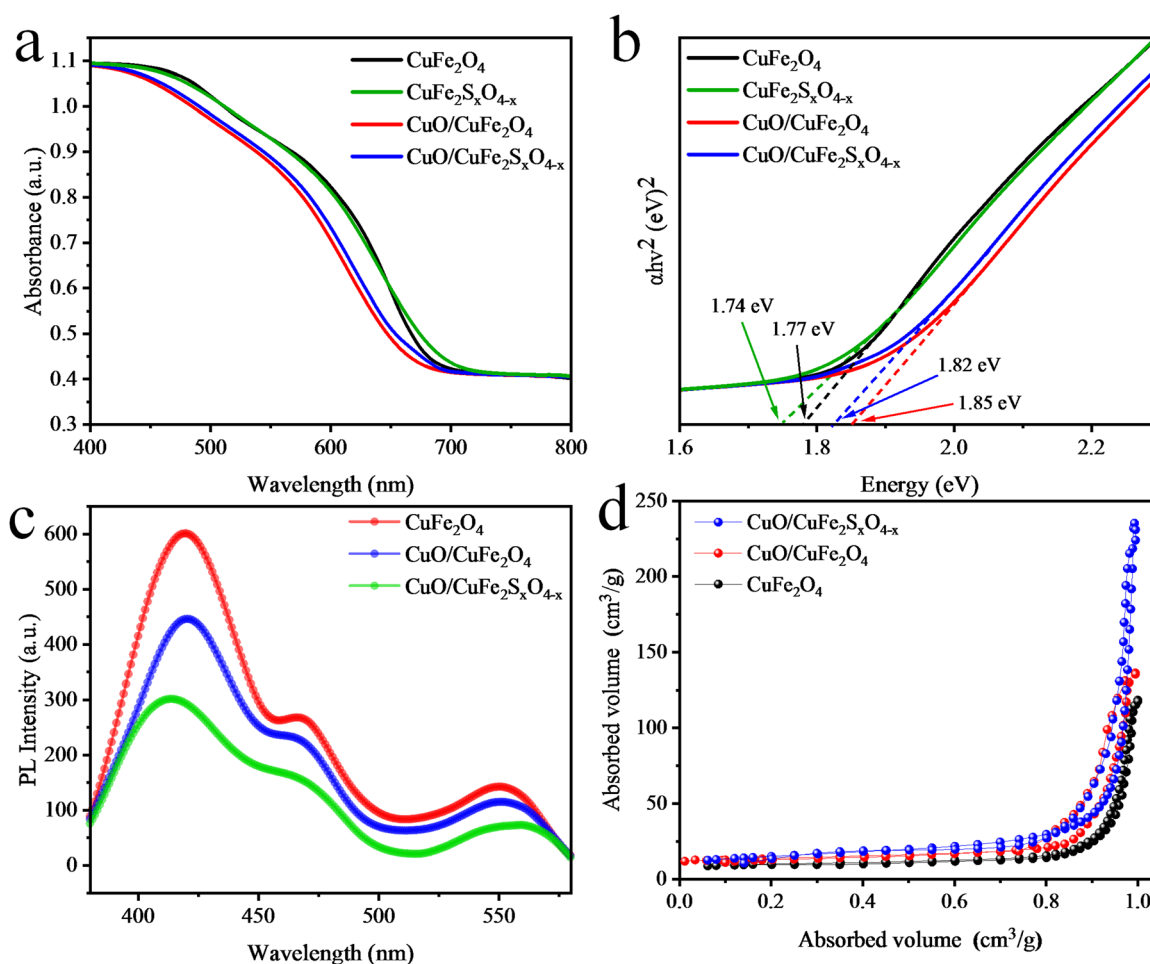 a
1.1
1.0
0.9
0.8
0.7
0.6
0.5
0.4
0.3
400
500
600
700
800
Absorbance (a.u.)
Wavelength (nm)
CuFe₂O₄
CuFe₂SₓO₄₋ₓ
CuO/CuFe₂O₄
CuO/CuFe₂SₓO₄₋ₓ
b
CuFe₂O₄
CuFe₂SₓO₄₋ₓ
CuO/CuFe₂O₄
CuO/CuFe₂SₓO₄₋ₓ
αhv² (eV)²
1.74 eV
1.77 eV
1.82 eV
1.85 eV
1.6
1.8
2.0
2.2
Energy (eV)
c
600
500
400
300
200
100
0
400
450
500
550
PL Intensity (a.u.)
Wavelength (nm)
CuFe₂O₄
CuO/CuFe₂O₄
CuO/CuFe₂SₓO₄₋ₓ
d
250
200
150
100
50
0
0.0
0.2
0.4
0.6
0.8
1.0
Absorbed volume (cm³/g)
Absorbed volume (cm³/g)
CuO/CuFe₂SₓO₄₋ₓ
CuO/CuFe₂O₄
CuFe₂O₄